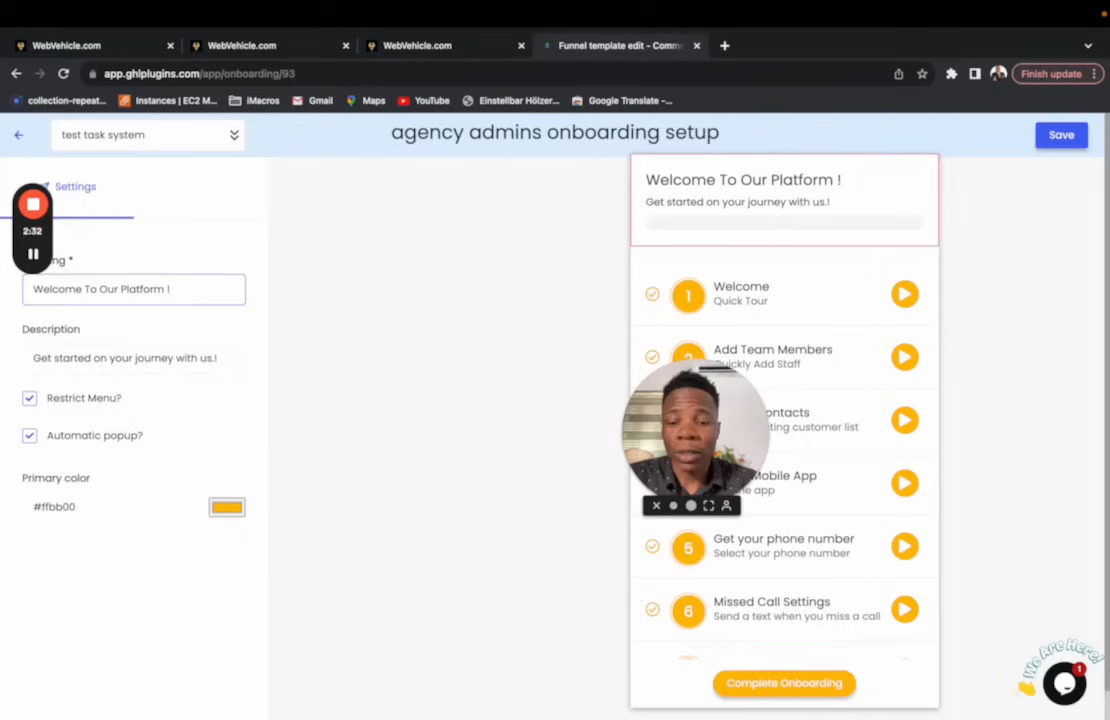 WebVehicle.com
WebVehicle.com
WebVehicle.com
Funnel template edit - Comm
app.ghlplugins.com/app/onboarding/93
Finish update
collection-repeat...
Instances | EC2 M...
iMacros
Gmail
Maps
YouTube
Einstellbar Hölzer...
Google Translate -...
test task system
agency admins onboarding setup
Save
Settings
2:32
ng *
Welcome To Our Platform !
Description
Get started on your journey with us.!
Restrict Menu?
Automatic popup?
Primary color
#ffbb00
Welcome To Our Platform !
Get started on your journey with us.!
1
Welcome
Quick Tour
2
Add Team Members
Quickly Add Staff
ontacts
ting customer list
Mobile App
app
5
Get your phone number
Select your phone number
6
Missed Call Settings
Send a text when you miss a call
Complete Onboarding
We Are Here!
1